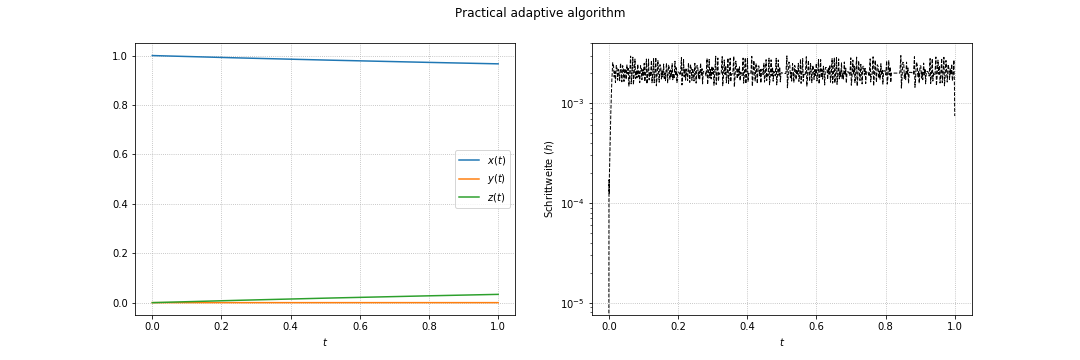 Practical adaptive algorithm
1.0
0.8
0.6
0.4
0.2
0.0
0.0 0.2 0.4 0.6 0.8 1.0
t
x(t)
y(t)
z(t)
Schrittweite (h)
10⁻³
10⁻⁴
10⁻⁵
0.0 0.2 0.4 0.6 0.8 1.0
t